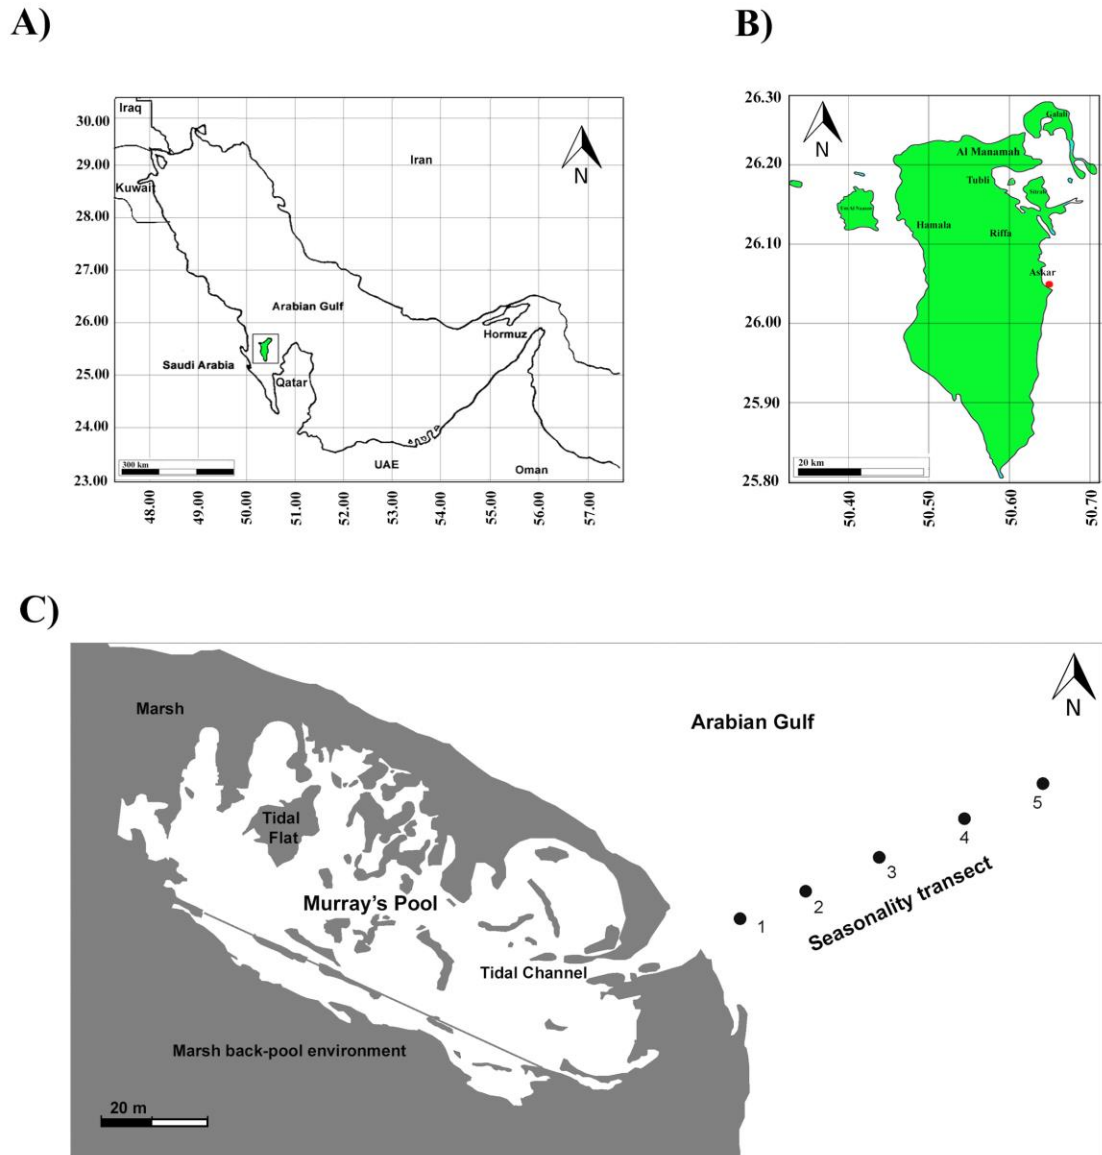 A)
Iraq
30.00
29.00
28.00
27.00
26.00
25.00
24.00
23.00
Kuwait
Iran
N
Arabian Gulf
Hormuz
Saudi Arabia
Qatar
UAE
Oman
300 km
48.00
49.00
50.00
51.00
52.00
53.00
54.00
55.00
56.00
57.00
B)
26.30
26.20
26.10
26.00
25.90
25.80
N
Galali
Al Manamah
Tubli
Sitrah
Hamala
Riffa
Askar
20 km
50.40
50.50
50.60
50.70
C)
Marsh
Arabian Gulf
N
Tidal
Flat
Murray's Pool
Tidal Channel
1
2
3
4
5
Seasonality transect
Marsh back-pool environment
20 m